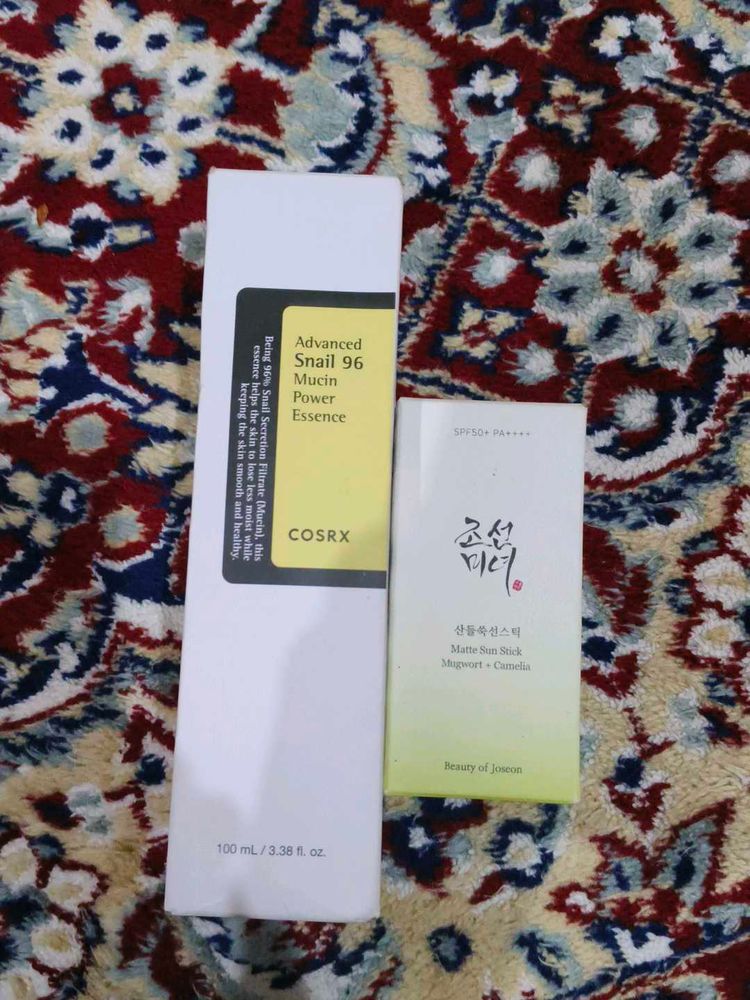 Advanced
Snail 96
Mucin
Power
Essence
COSRX
Being 96% Snail Secretion Filtrate (Mucin), this
essence helps the skin to lose less moist while
keeping the skin smooth and healthy.
100 mL / 3.38 fl. oz.
SPF50+ PA++++
조선
미녀
산들쑥선스틱
Matte Sun Stick
Mugwort + Camelia
Beauty of Joseon